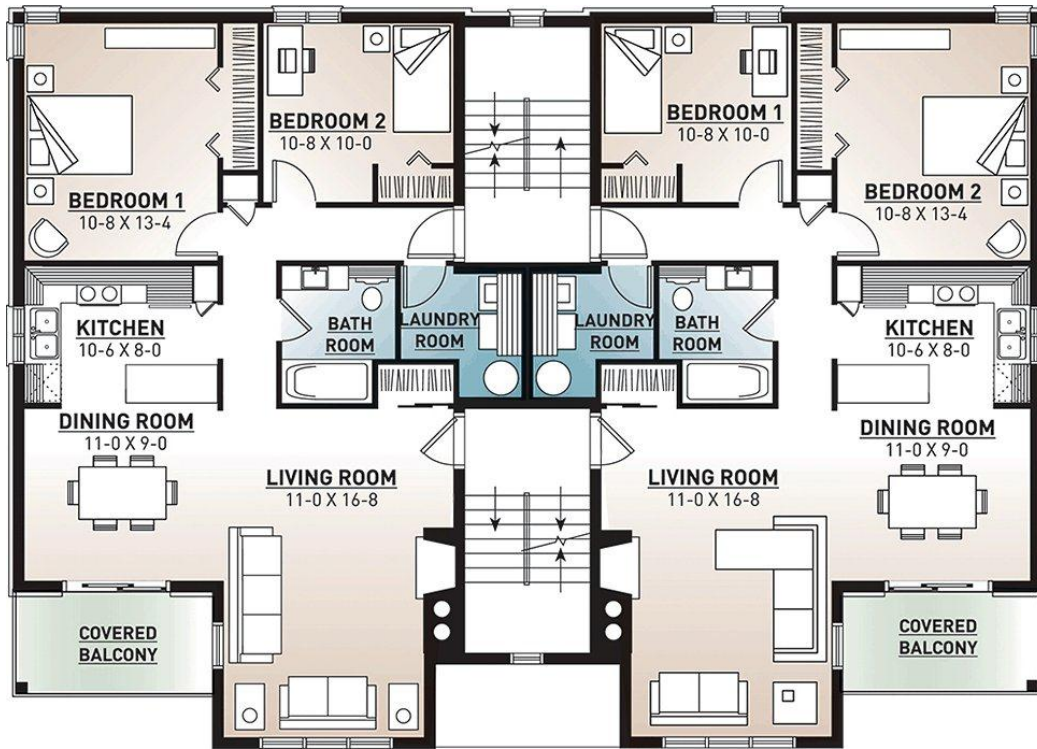 BEDROOM 1
10-8 X 13-4
BEDROOM 2
10-8 X 10-0
BEDROOM 1
10-8 X 10-0
BEDROOM 2
10-8 X 13-4
KITCHEN
10-6 X 8-0
BATH
ROOM
LAUNDRY
ROOM
LAUNDRY
ROOM
BATH
ROOM
KITCHEN
10-6 X 8-0
DINING ROOM
11-0 X 9-0
LIVING ROOM
11-0 X 16-8
LIVING ROOM
11-0 X 16-8
DINING ROOM
11-0 X 9-0
COVERED
BALCONY
COVERED
BALCONY